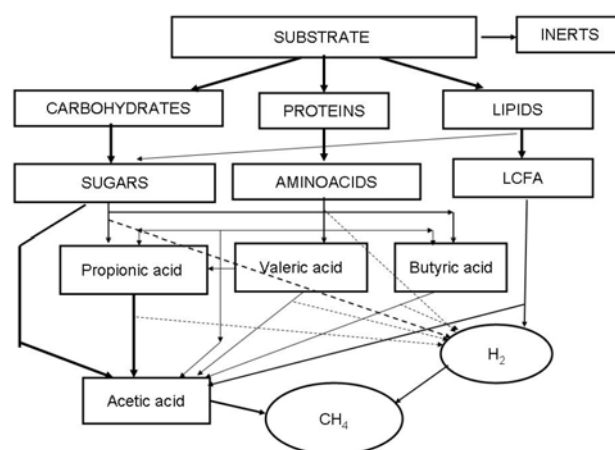 SUBSTRATE
INERTS
CARBOHYDRATES
PROTEINS
LIPIDS
SUGARS
AMINOACIDS
LCFA
Propionic acid
Valeric acid
Butyric acid
H₂
Acetic acid
CH₄